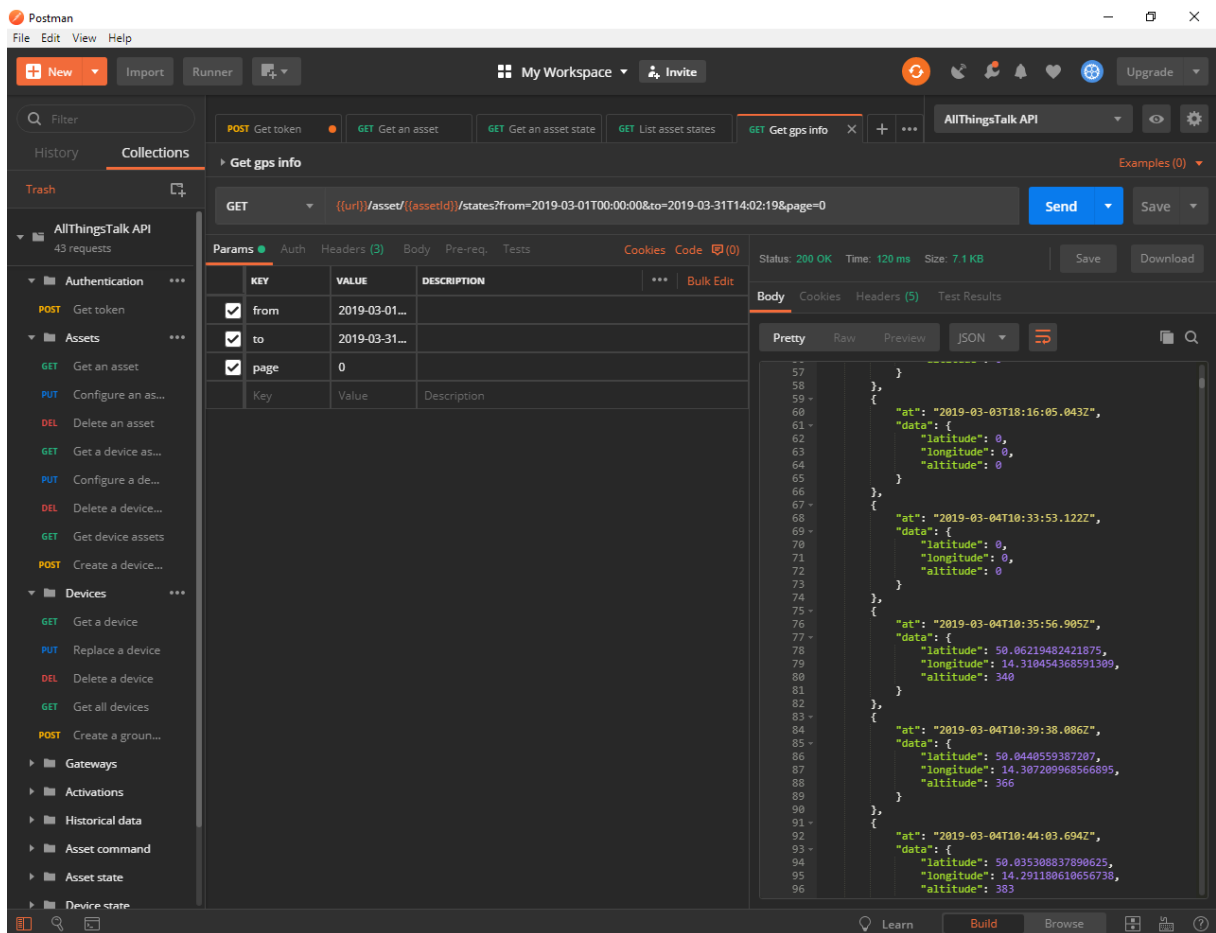 Postman
File Edit View Help
New Import Runner My Workspace Invite Upgrade
Filter
History Collections
Trash
AllThingsTalk API
43 requests
Authentication
POST Get token
Assets
GET Get an asset
PUT Configure an as...
DEL Delete an asset
GET Get a device as...
PUT Configure a de...
DEL Delete a device...
GET Get device assets
POST Create a device...
Devices
GET Get a device
PUT Replace a device
DEL Delete a device
GET Get all devices
POST Create a groun...
Gateways
Activations
Historical data
Asset command
Asset state
Device state
POST Get token GET Get an asset GET Get an asset state GET List asset states GET Get gps info AllThingsTalk API
Get gps info Examples (0)
GET {{url}}/asset/{{assetId}}/states?from=2019-03-01T00:00:00&to=2019-03-31T14:02:19&page=0 Send Save
Params Auth Headers (3) Body Pre-req. Tests Cookies Code (0)
KEY VALUE DESCRIPTION Bulk Edit
from 2019-03-01...
to 2019-03-31...
page 0
Key Value Description
Status: 200 OK Time: 120 ms Size: 7.1 KB Save Download
Body Cookies Headers (5) Test Results
Pretty Raw Preview JSON
57 }
58 },
59 {
60 "at": "2019-03-03T18:16:05.043Z",
61 "data": {
62 "latitude": 0,
63 "longitude": 0,
64 "altitude": 0
65 }
66 },
67 {
68 "at": "2019-03-04T10:33:53.122Z",
69 "data": {
70 "latitude": 0,
71 "longitude": 0,
72 "altitude": 0
73 }
74 },
75 {
76 "at": "2019-03-04T10:35:56.905Z",
77 "data": {
78 "latitude": 50.06219482421875,
79 "longitude": 14.310454368591309,
80 "altitude": 340
81 }
82 },
83 {
84 "at": "2019-03-04T10:39:38.086Z",
85 "data": {
86 "latitude": 50.0440559387207,
87 "longitude": 14.307209968566895,
88 "altitude": 366
89 }
90 },
91 {
92 "at": "2019-03-04T10:44:03.694Z",
93 "data": {
94 "latitude": 50.035308837890625,
95 "longitude": 14.291180610656738,
96 "altitude": 383
Learn Build Browse